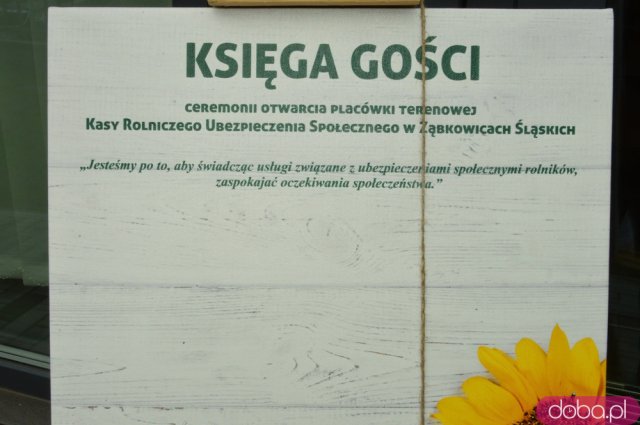 KSIĘGA GOŚCI
CEREMONII OTWARCIA PLACÓWKI TERENOWEJ
KASY ROLNICZEGO UBEZPIECZENIA SPOŁECZNEGO W ZĄBKOWICACH ŚLĄSKICH
„Jesteśmy po to, aby świadcząc usługi związane z ubezpieczeniami społecznymi rolników,
zaspokajać oczekiwania społeczeństwa.”
doba.pl